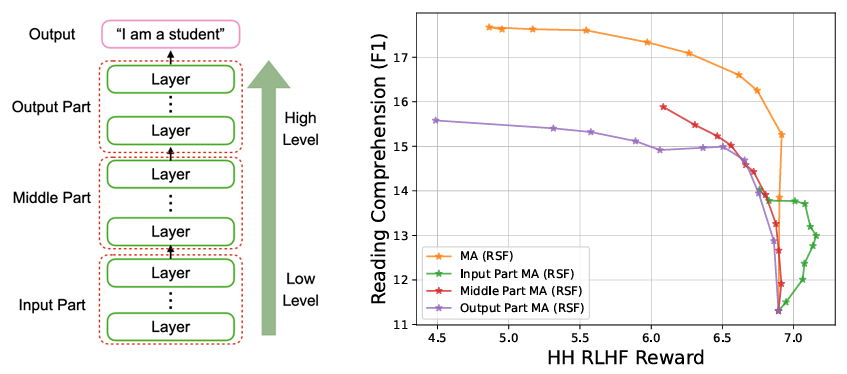 Output
“I am a student”
Layer
Output Part
Layer
High
Level
Layer
Middle Part
Layer
Layer
Low
Level
Input Part
Layer
Reading Comprehension (F1)
17
16
15
14
13
12
11
MA (RSF)
Input Part MA (RSF)
Middle Part MA (RSF)
Output Part MA (RSF)
4.5 5.0 5.5 6.0 6.5 7.0
HH RLHF Reward